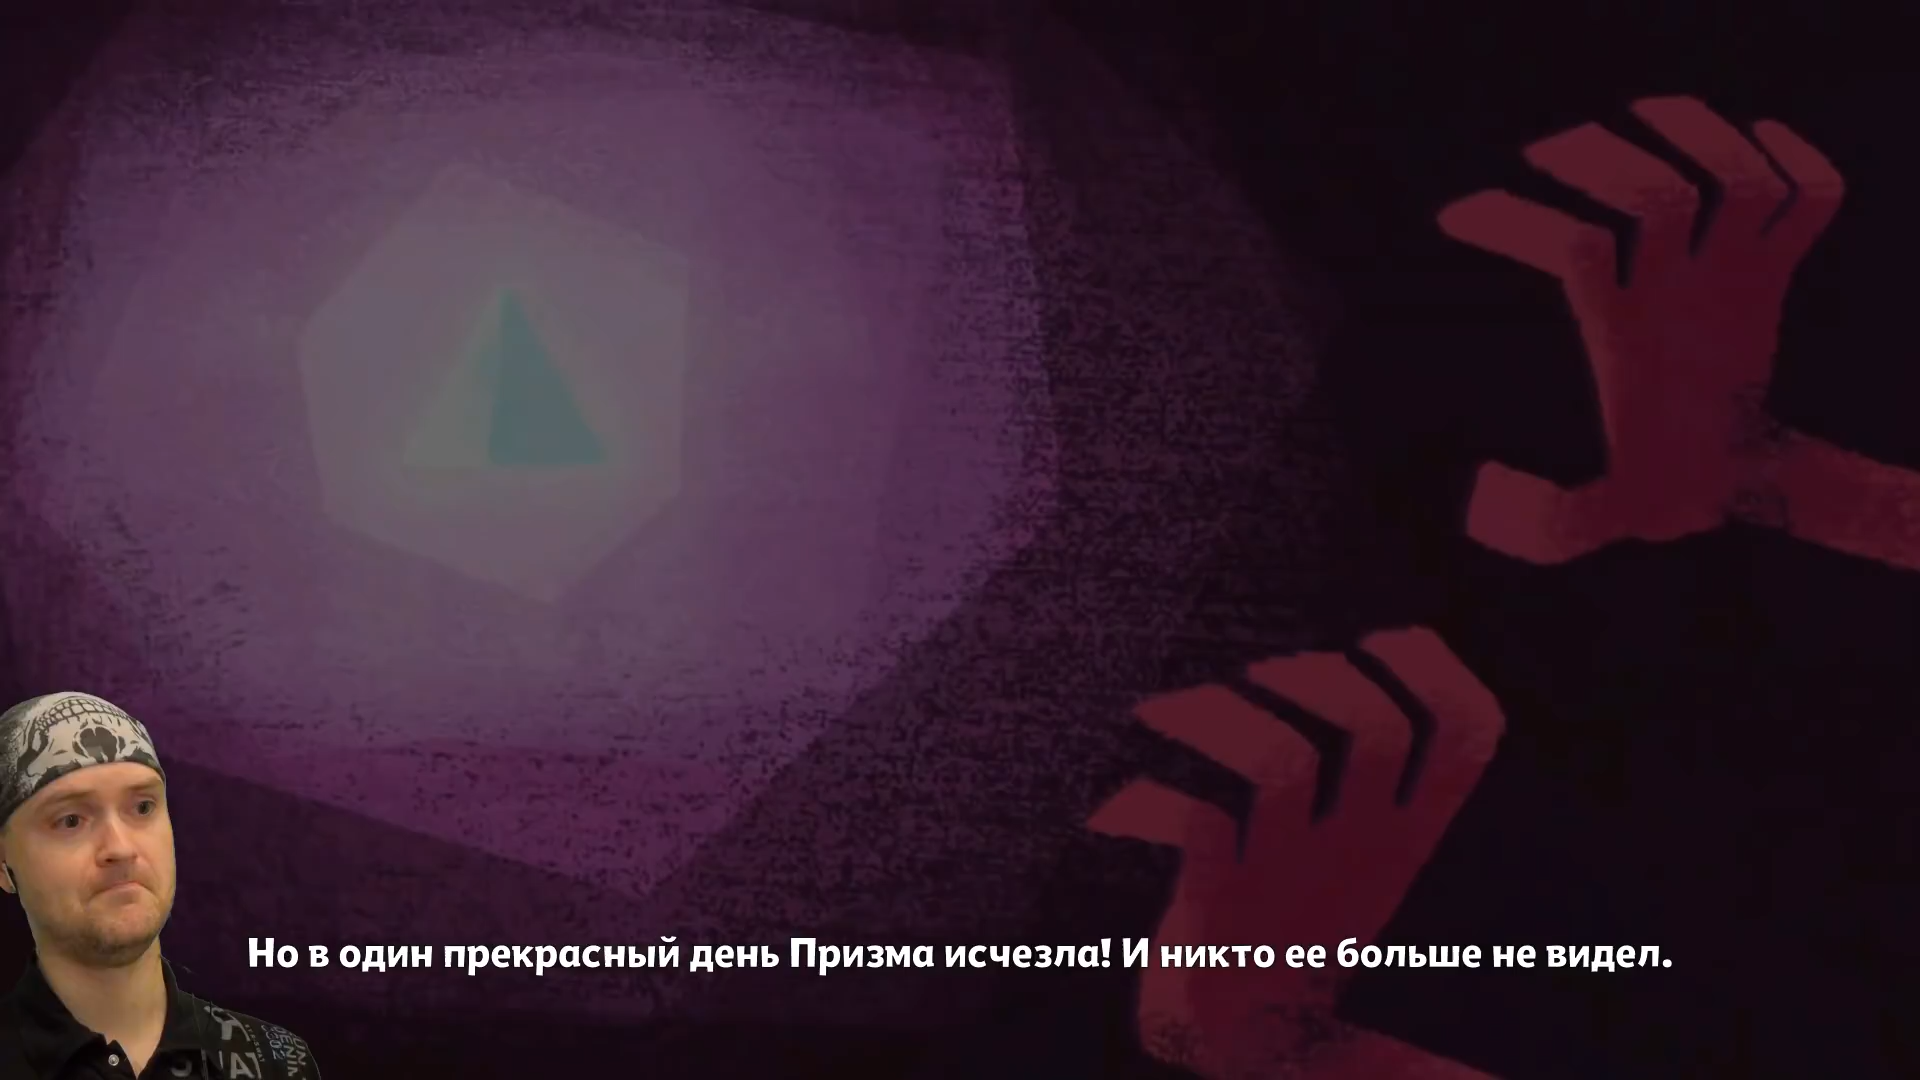 Но в один прекрасный день Призма исчезла! И никто ее больше не видел.